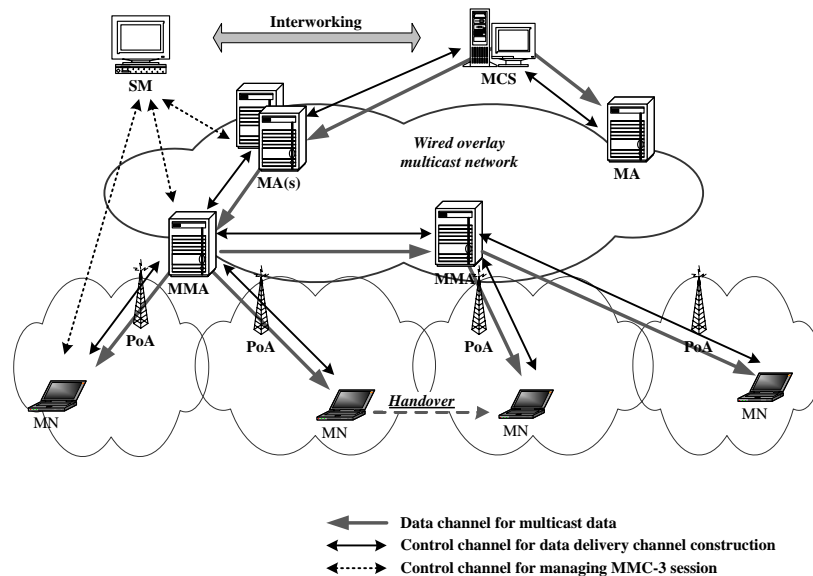 Interworking
SM
MCS
Wired overlay
multicast network
MA(s)
MA
MMA
MMA
PoA
PoA
PoA
PoA
MN
MN
Handover
MN
MN
Data channel for multicast data
Control channel for data delivery channel construction
Control channel for managing MMC-3 session